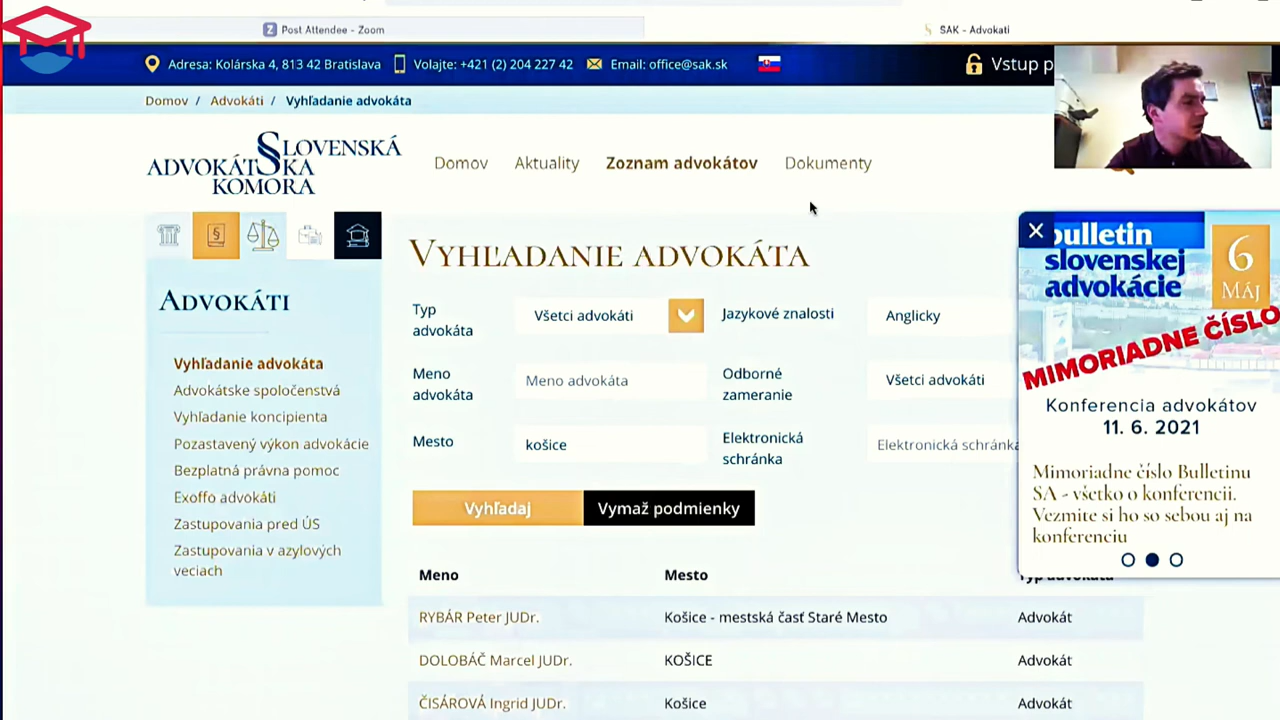 Post Attendee - Zoom
SAK - Advokati
Adresa: Kolárska 4, 813 42 Bratislava
Volajte: +421 (2) 204 227 42
Email: office@sak.sk
Vstup p
Domov / Advokáti / Vyhľadanie advokáta
SLOVENSKÁ
ADVOKÁTSKA
KOMORA
Domov
Aktuality
Zoznam advokátov
Dokumenty
ADVOKÁTI
Vyhľadanie advokáta
Advokátske spoločenstvá
Vyhľadanie koncipienta
Pozastavený výkon advokácie
Bezplatná právna pomoc
Exoffo advokáti
Zastupovania pred ÚS
Zastupovania v azylových
veciach
VYHĽADANIE ADVOKÁTA
Typ
advokáta
Všetci advokáti
Jazykové znalosti
Anglicky
Meno
advokáta
Meno advokáta
Odborné
zameranie
Všetci advokáti
Mesto
košice
Elektronická
schránka
Elektronická schránka
Vyhľadaj
Vymaž podmienky
Meno
Mesto
Typ advokáta
RYBÁR Peter JUDr.
Košice - mestská časť Staré Mesto
Advokát
DOLOBÁČ Marcel JUDr.
KOŠICE
Advokát
ČISÁROVÁ Ingrid JUDr.
Košice
Advokát
bulletin
slovenskej
advokácie
6
MÁJ
MIMORIADNE ČÍSLO
Konferencia advokátov
11. 6. 2021
Mimoriadne číslo Bulletinu
SA - všetko o konferencii.
Vezmite si ho so sebou aj na
konferenciu